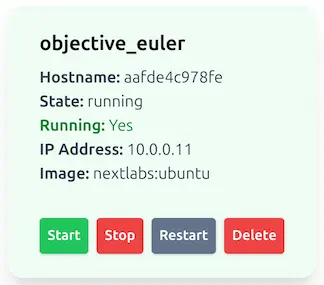 objective_euler
Hostname: aafde4c978fe
State: running
Running: Yes
IP Address: 10.0.0.11
Image: nextlabs:ubuntu
Start Stop Restart Delete